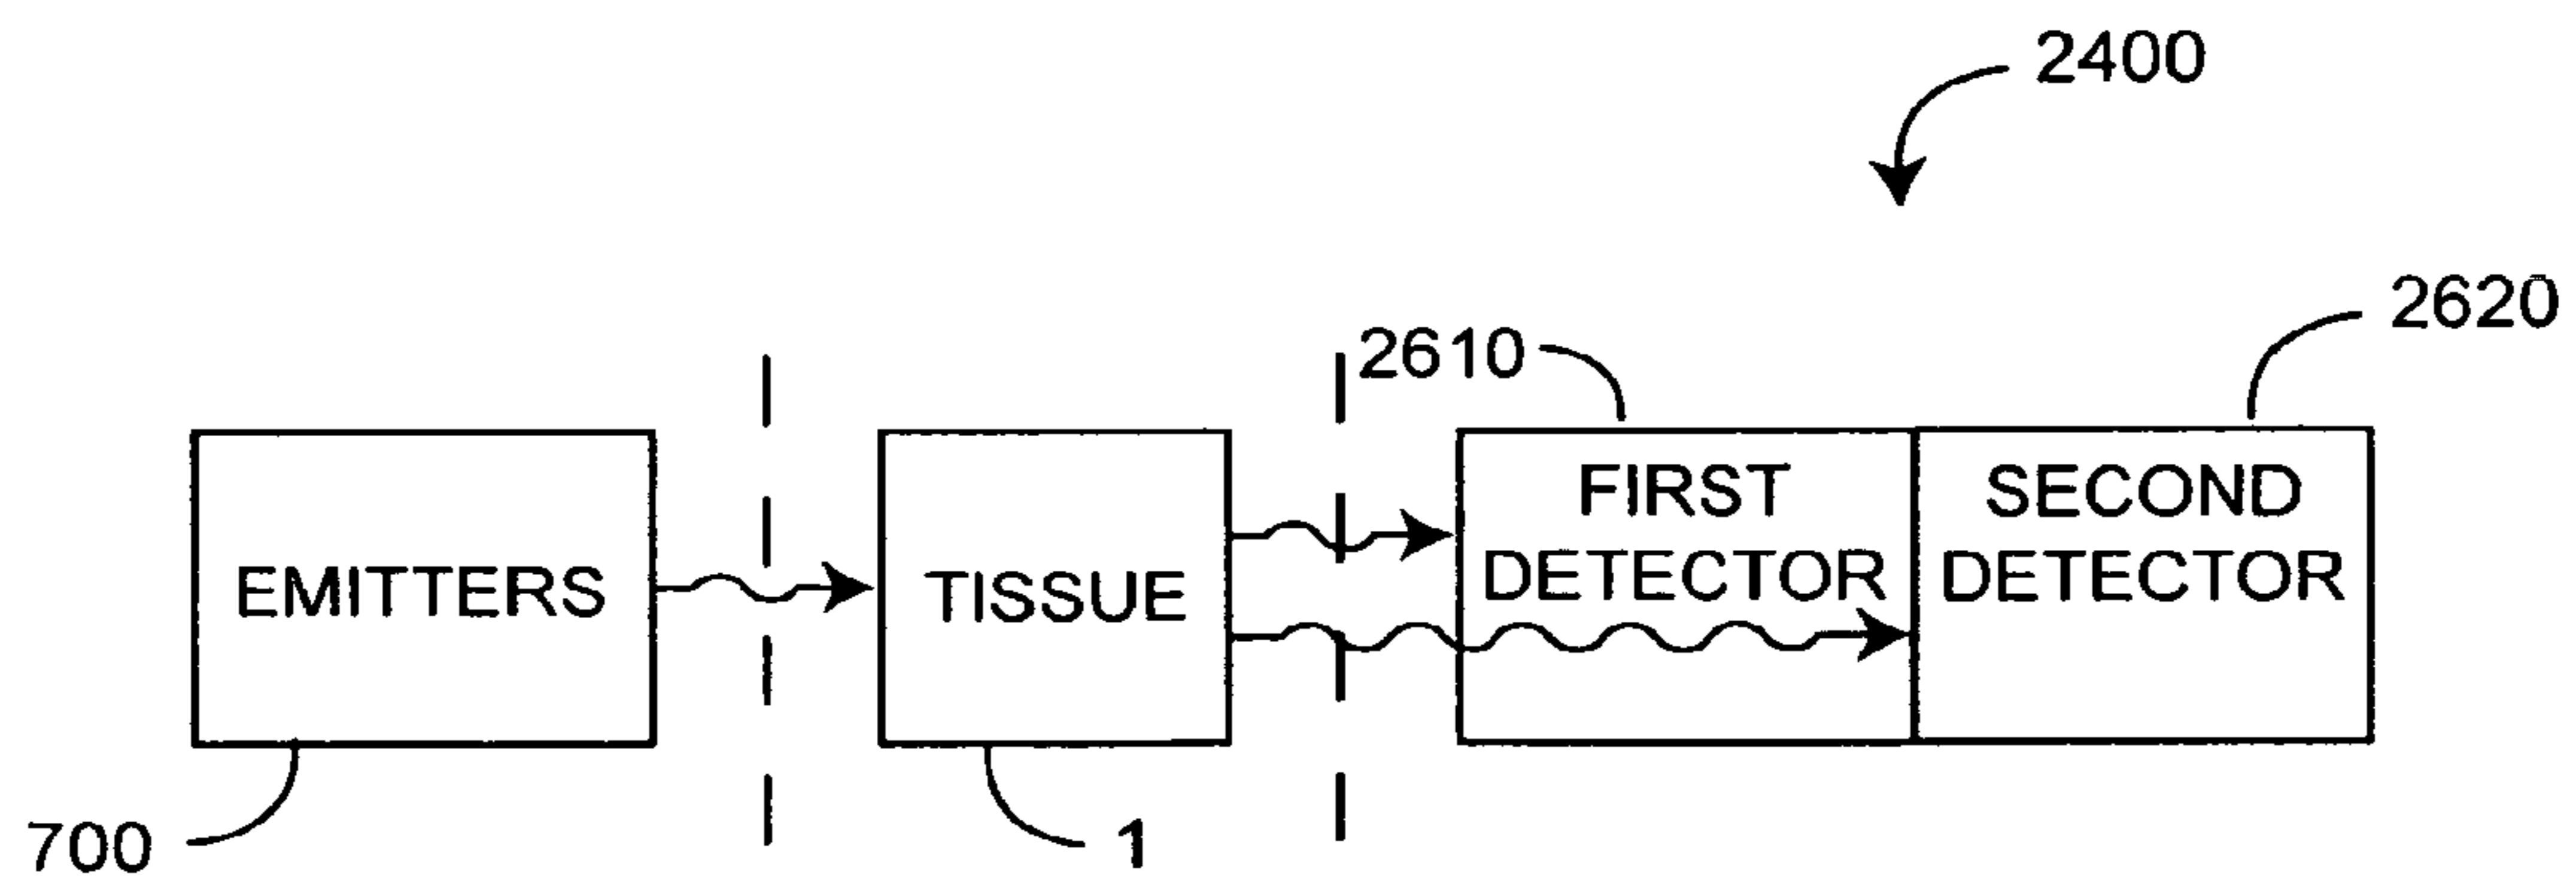 2400
2620
2610
FIRST
DETECTOR
SECOND
DETECTOR
EMITTERS
TISSUE
700
1